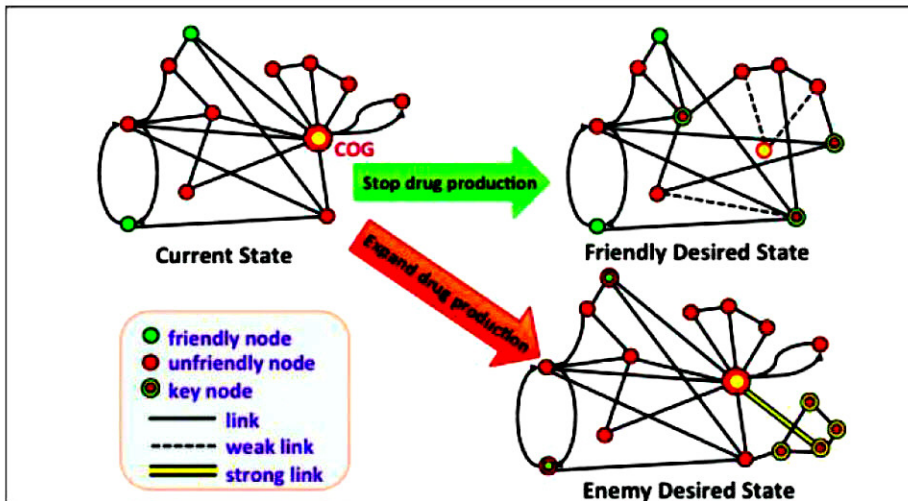 COG
Stop drug production
Current State
Friendly Desired State
Expand drug production
friendly node
unfriendly node
key node
link
weak link
strong link
Enemy Desired State